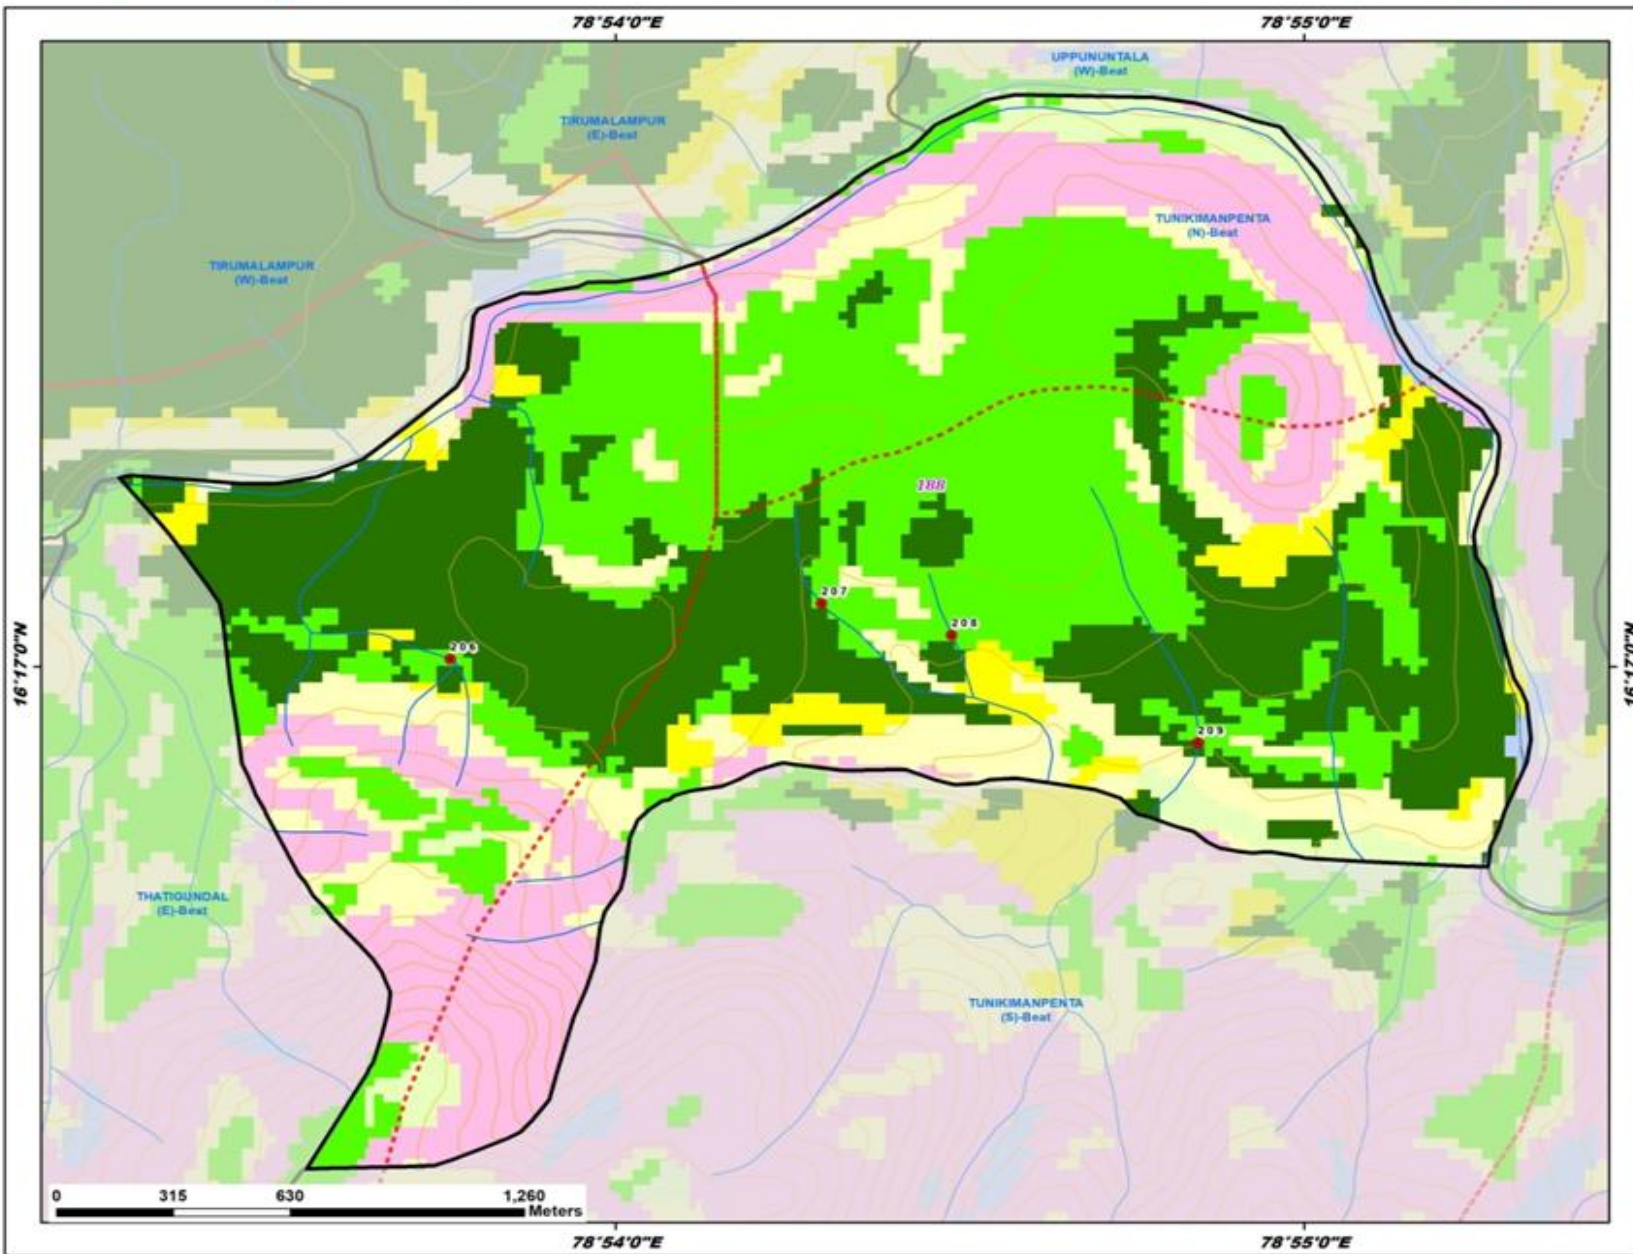 78°54'0"E
78°55'0"E
UPPUNUNTALA
(W)-Beat
TIRUMALAMPUR
(E)-Beat
TUNIKIMANPENTA
(N)-Beat
TIRUMALAMPUR
(W)-Beat
188
207
208
206
16°17'0"N
16°17'0"N
209
THATIGUNDAL
(E)-Beat
TUNIKIMANPENTA
(S)-Beat
0 315 630 1,260
Meters
78°54'0"E
78°55'0"E